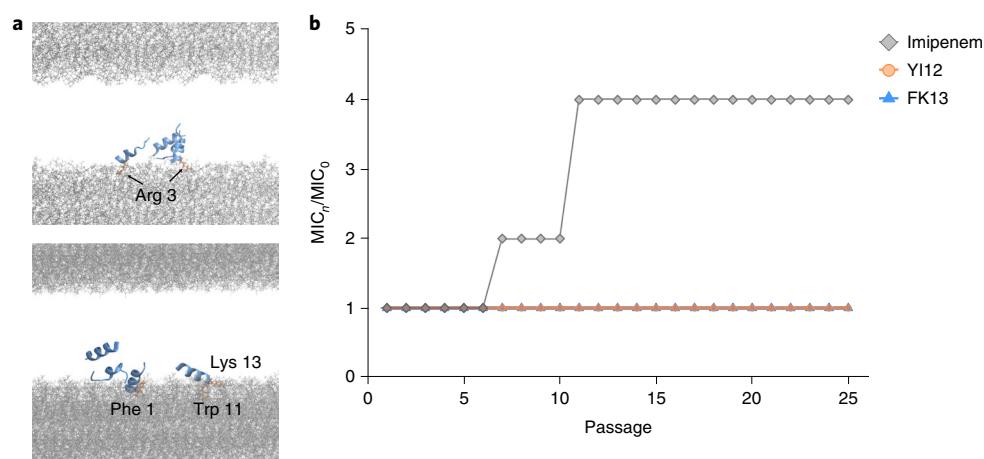 a
Arg 3
Lys 13
Phe 1
Trp 11
b
5
4
3
2
1
0
MICn/MIC0
0
5
10
15
20
25
Passage
Imipenem
YI12
FK13